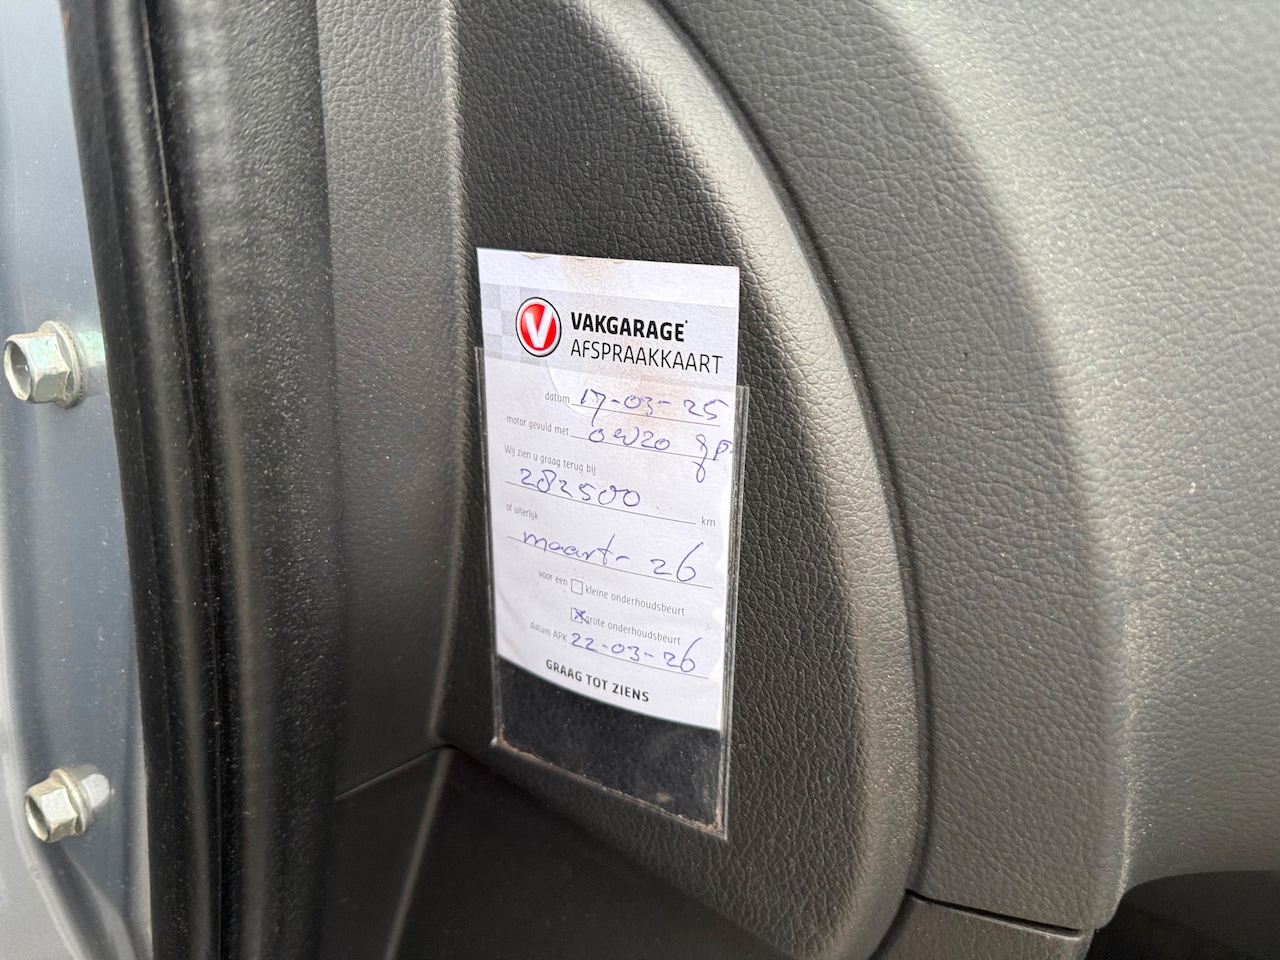 V VAKGARAGE
AFSPRAAKKAART
datum 17-03-25
motor gevuld met 0W20
Wij zien u graag terug bij
282500 km
of uiterlijk
maart - 26
voor een kleine onderhoudsbeurt
grote onderhoudsbeurt
datum APK 22-03-26
GRAAG TOT ZIENS